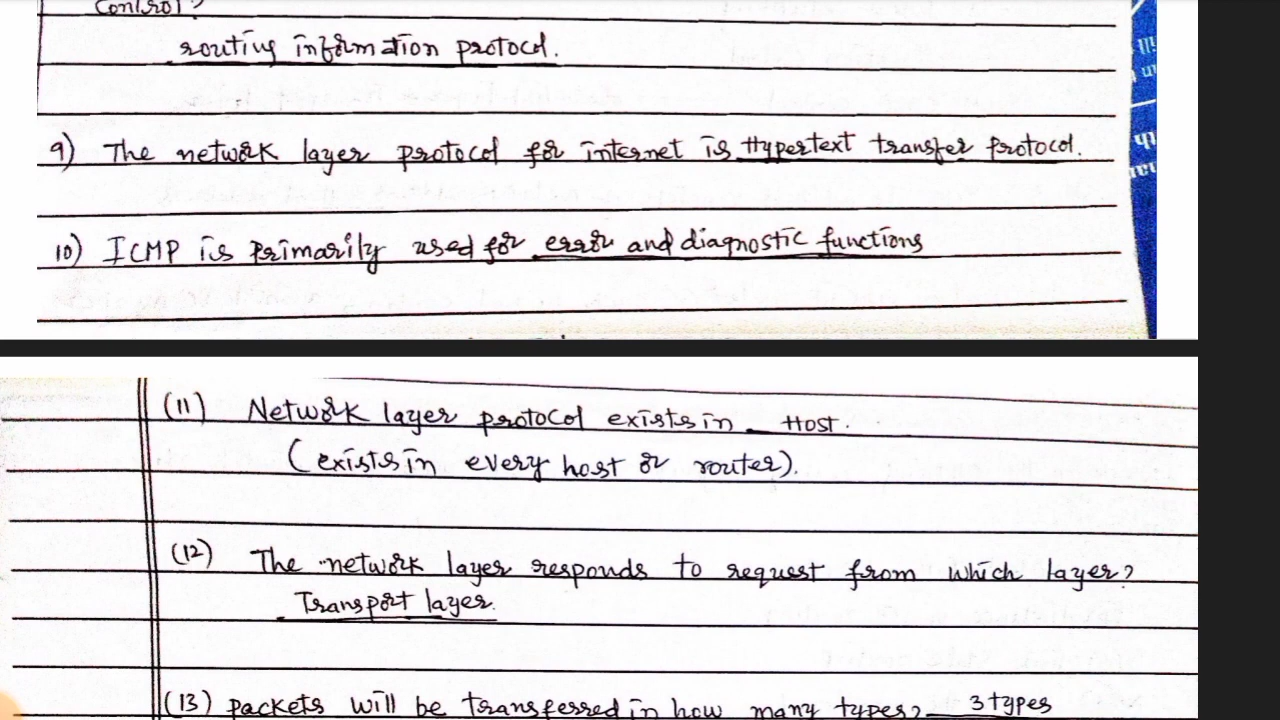 Control?
routing information protocol.
9) The network layer protocol for internet is Hypertext transfer protocol.
10) ICMP is primarily used for error and diagnostic functions
(11) Network layer protocol exists in Host.
(exists in every host or router).
(12) The network layer responds to request from which layer?
Transport layer.
(13) packets will be transferred in how many types? 3 types